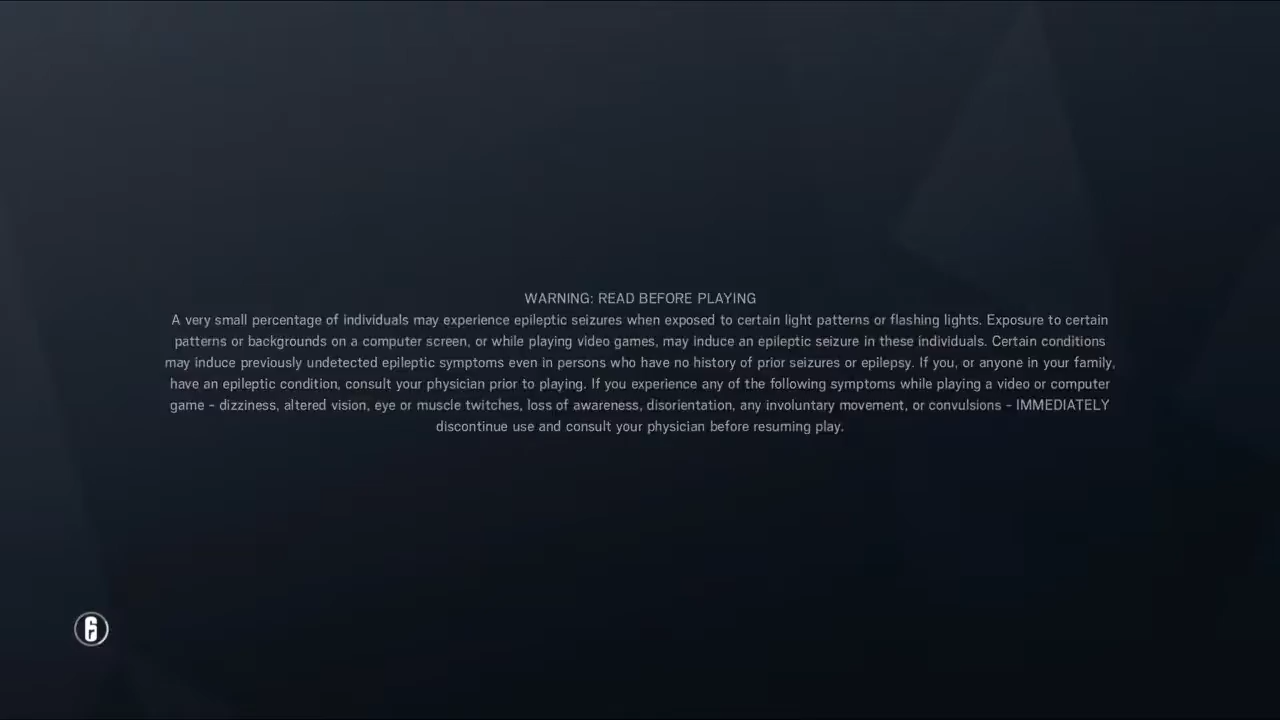 WARNING: READ BEFORE PLAYING
A very small percentage of individuals may experience epileptic seizures when exposed to certain light patterns or flashing lights. Exposure to certain
patterns or backgrounds on a computer screen, or while playing video games, may induce an epileptic seizure in these individuals. Certain conditions
may induce previously undetected epileptic symptoms even in persons who have no history of prior seizures or epilepsy. If you, or anyone in your family,
have an epileptic condition, consult your physician prior to playing. If you experience any of the following symptoms while playing a video or computer
game - dizziness, altered vision, eye or muscle twitches, loss of awareness, disorientation, any involuntary movement, or convulsions - IMMEDIATELY
discontinue use and consult your physician before resuming play.
6